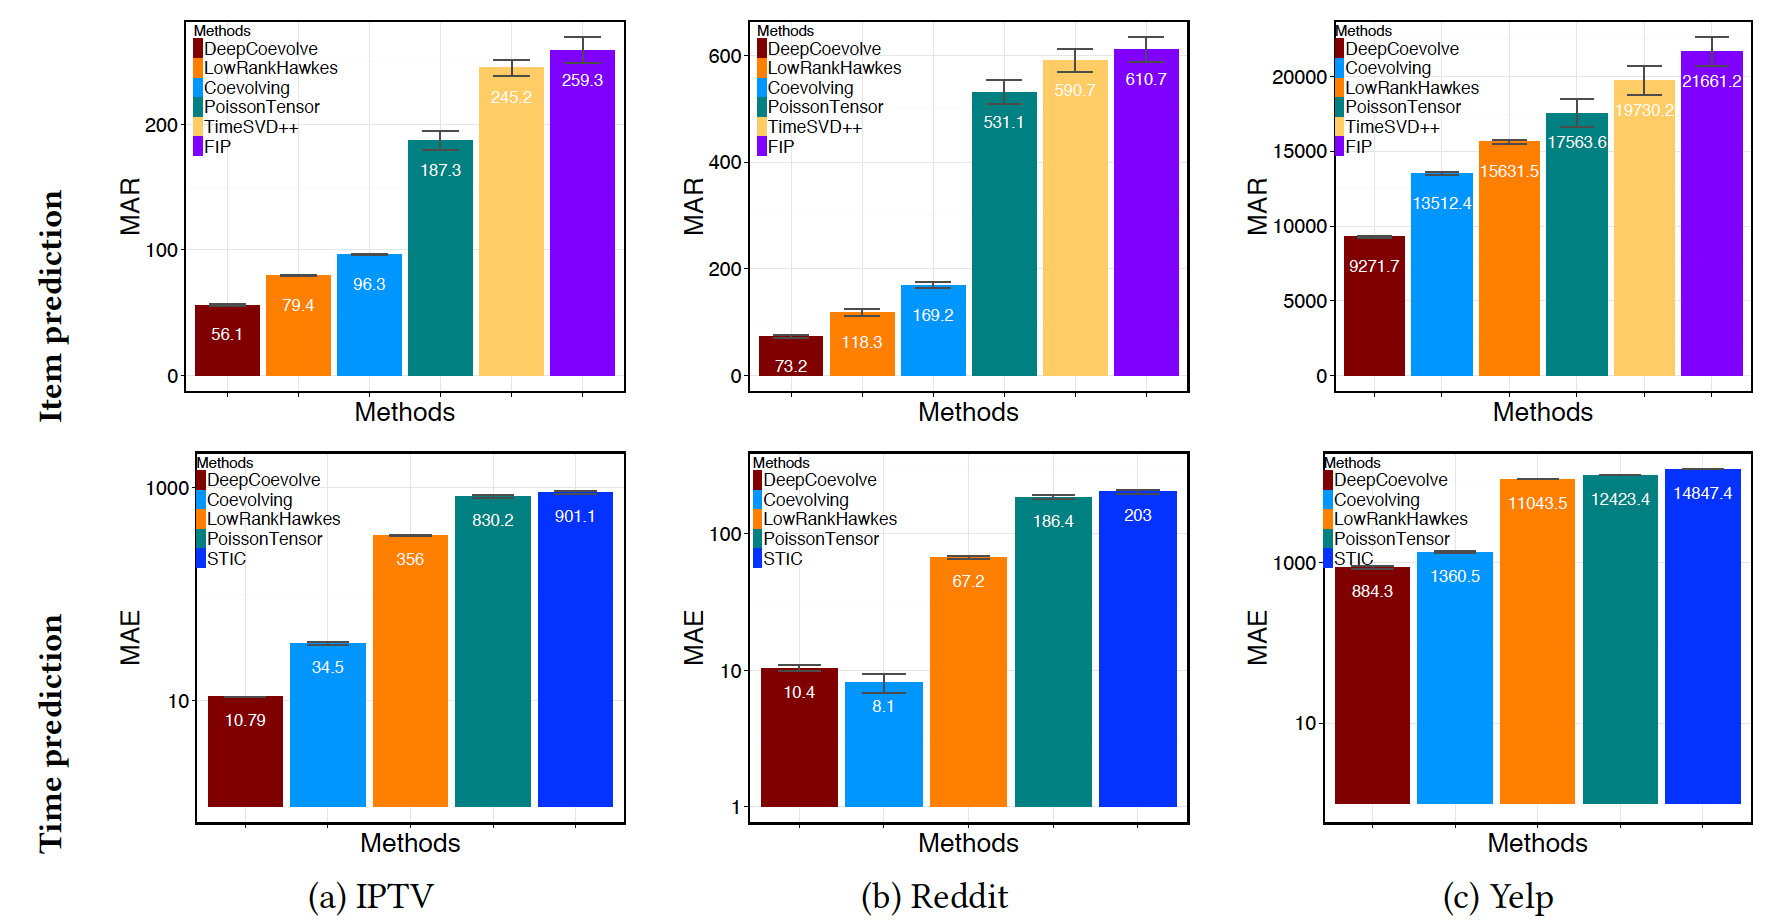 Item prediction
MAR
200
100
0
Methods
DeepCoevolve
LowRankHawkes
Coevolving
PoissonTensor
TimeSVD++
FIP
56.1
79.4
96.3
187.3
245.2
259.3
Methods
MAR
600
400
200
0
Methods
DeepCoevolve
LowRankHawkes
Coevolving
PoissonTensor
TimeSVD++
FIP
73.2
118.3
169.2
531.1
590.7
610.7
Methods
MAR
20000
15000
10000
5000
0
Methods
DeepCoevolve
Coevolving
LowRankHawkes
PoissonTensor
TimeSVD++
FIP
9271.7
13512.4
15631.5
17563.6
19730.2
21661.2
Methods
Time prediction
MAE
1000
10
Methods
DeepCoevolve
Coevolving
LowRankHawkes
PoissonTensor
STIC
10.79
34.5
356
830.2
901.1
Methods
MAE
100
10
1
Methods
DeepCoevolve
Coevolving
LowRankHawkes
PoissonTensor
STIC
10.4
8.1
67.2
186.4
203
Methods
MAE
1000
10
Methods
DeepCoevolve
Coevolving
LowRankHawkes
PoissonTensor
STIC
884.3
1360.5
11043.5
12423.4
14847.4
Methods
(a) IPTV
(b) Reddit
(c) Yelp